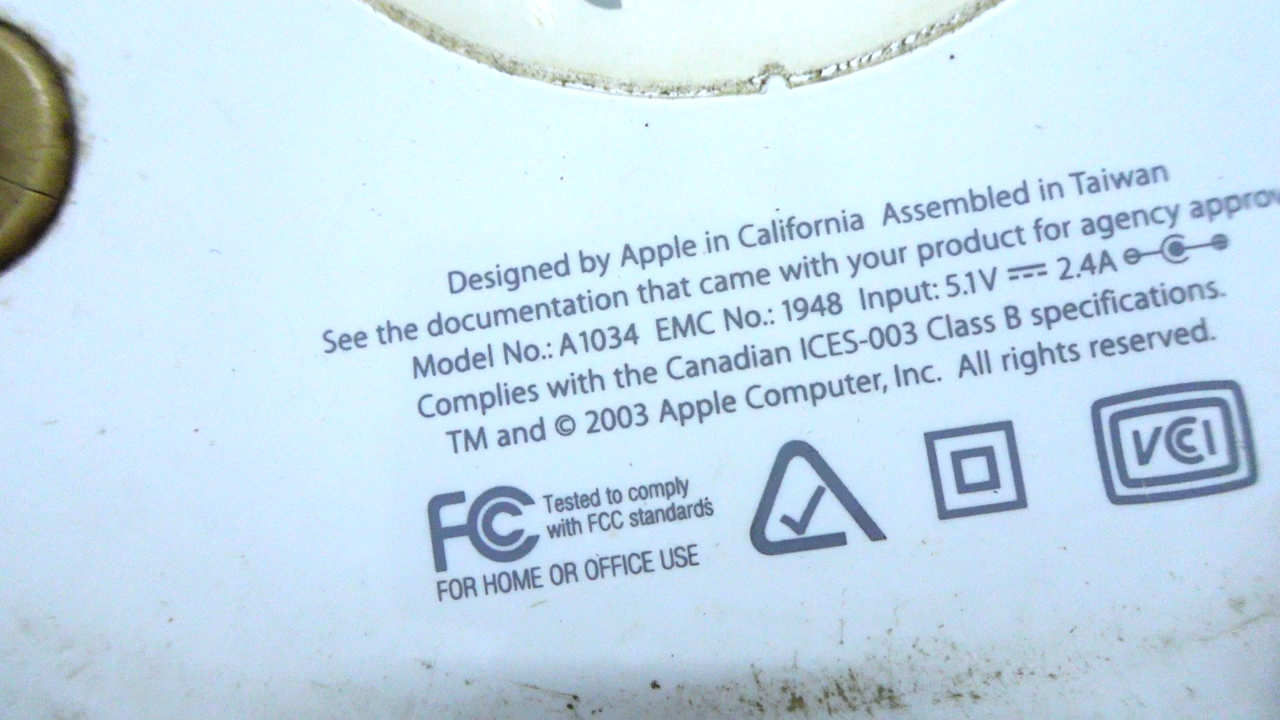 Designed by Apple in California Assembled in Taiwan
See the documentation that came with your product for agency
Model No.: A1034 EMC No.: 1948 Input: 5.1V ⎓ 2.4A
Complies with the Canadian ICES-003 Class B specifications.
TM and © 2003 Apple Computer, Inc. All rights reserved.
FC Tested to comply
with FCC standards
FOR HOME OR OFFICE USE
VCCI